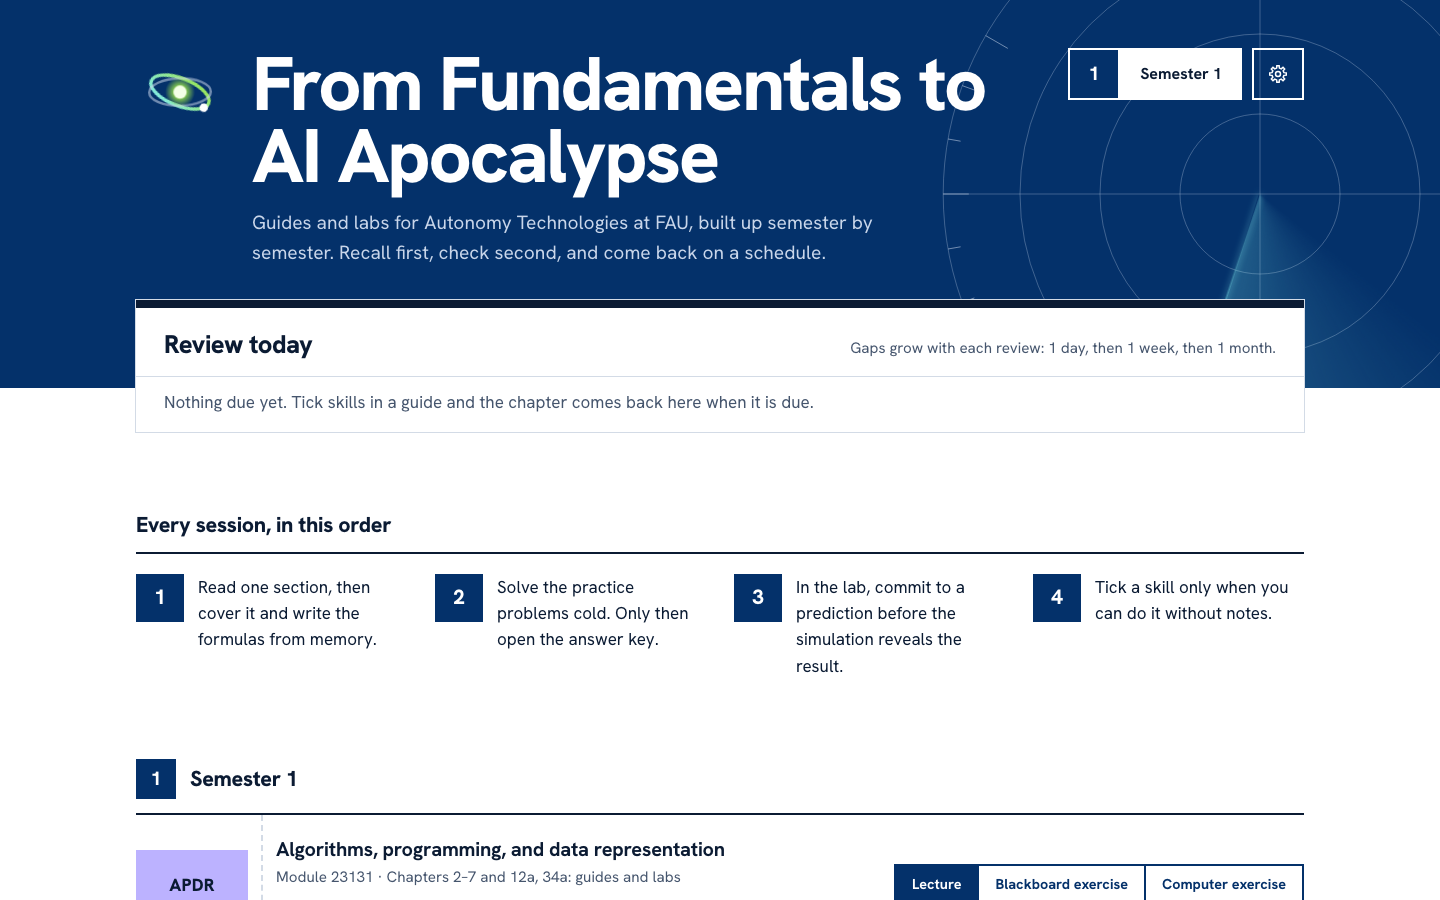 From Fundamentals to
AI Apocalypse
1
Semester 1
Guides and labs for Autonomy Technologies at FAU, built up semester by
semester. Recall first, check second, and come back on a schedule.
Review today
Gaps grow with each review: 1 day, then 1 week, then 1 month.
Nothing due yet. Tick skills in a guide and the chapter comes back here when it is due.
Every session, in this order
1
Read one section, then
cover it and write the
formulas from memory.
2
Solve the practice
problems cold. Only then
open the answer key.
3
In the lab, commit to a
prediction before the
simulation reveals the
result.
4
Tick a skill only when you
can do it without notes.
1
Semester 1
APDR
Algorithms, programming, and data representation
Module 23131 · Chapters 2–7 and 12a, 34a: guides and labs
Lecture
Blackboard exercise
Computer exercise